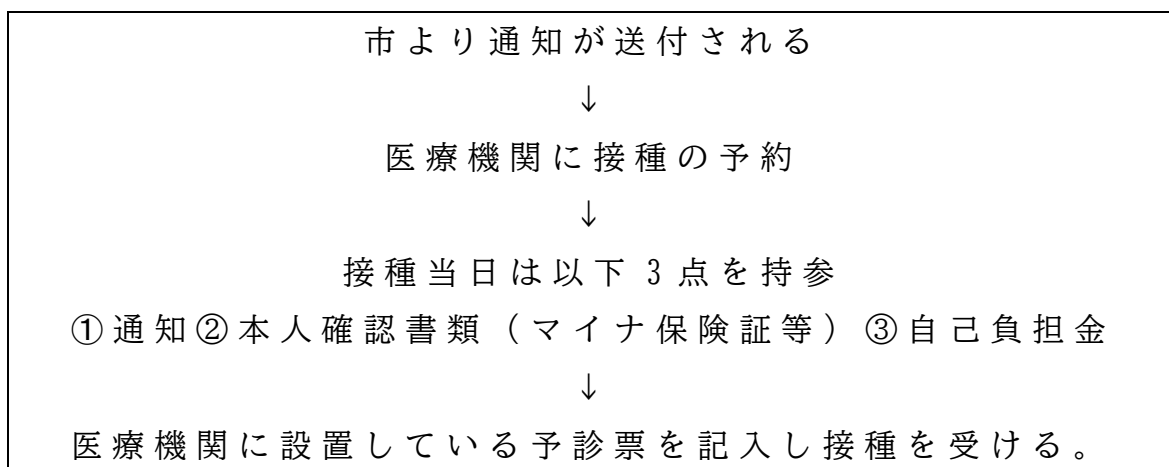 市より通知が送付される
↓
医療機関に接種の予約
↓
接種当日は以下 3 点を持参
①通知②本人確認書類（マイナ保険証等）③自己負担金
↓
医療機関に設置している予診票を記入し接種を受ける。